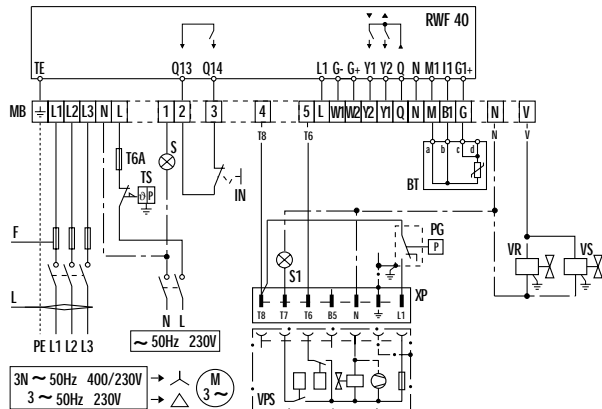 RWF 40
TE Q13 Q14 L1 G- G+ Y1 Y2 Q N M1 I1 G1+
MB L1 L2 L3 N L 1 2 3 4 5 L W1 W2 Y2 Y1 Q N M B1 G N V
T8 T6 N V
S
T6A
TS
P
IN
a b c d
BT
F
PG
P
S1
VR VS
XP
L
T8 T7 T6 B5 N L1
N L
PE L1 L2 L3
~ 50Hz 230V
3N ~ 50Hz 400/230V
3 ~ 50Hz 230V
M
3 ~
VPS